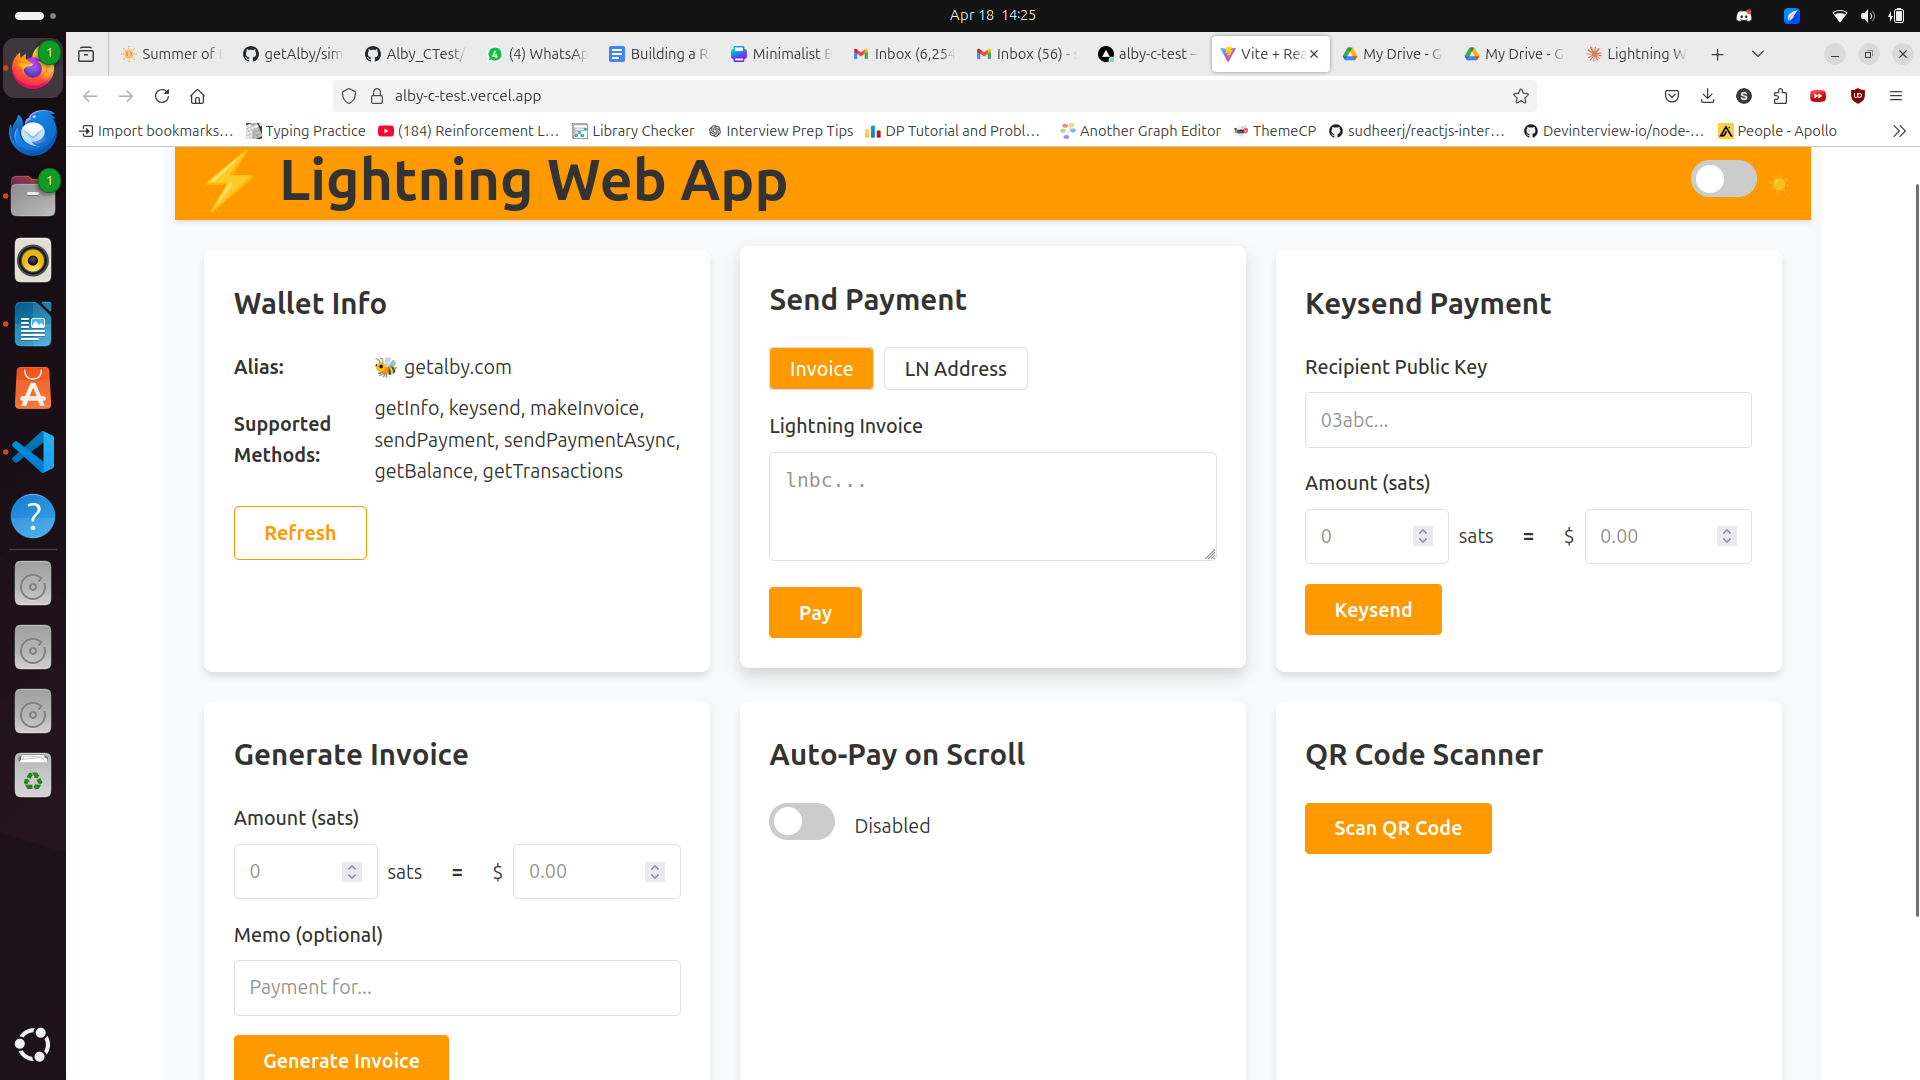 Apr 18 14:25
Summer of
getAlby/sim
Alby_CTest/
(4) WhatsAp
Building a R
Minimalist B
Inbox (6,254
Inbox (56) - s
alby-c-test –
Vite + Rea
My Drive - G
My Drive - G
Lightning W
alby-c-test.vercel.app
Import bookmarks...
Typing Practice
(184) Reinforcement L...
Library Checker
Interview Prep Tips
DP Tutorial and Probl...
Another Graph Editor
ThemeCP
sudheerj/reactjs-inter...
Devinterview-io/node-...
People - Apollo
Lightning Web App
Wallet Info
Alias:
getalby.com
Supported Methods:
getInfo, keysend, makeInvoice,
sendPayment, sendPaymentAsync,
getBalance, getTransactions
Refresh
Send Payment
Invoice
LN Address
Lightning Invoice
lnbc...
Pay
Keysend Payment
Recipient Public Key
03abc...
Amount (sats)
0 sats = $ 0.00
Keysend
Generate Invoice
Amount (sats)
0 sats = $ 0.00
Memo (optional)
Payment for...
Generate Invoice
Auto-Pay on Scroll
Disabled
QR Code Scanner
Scan QR Code